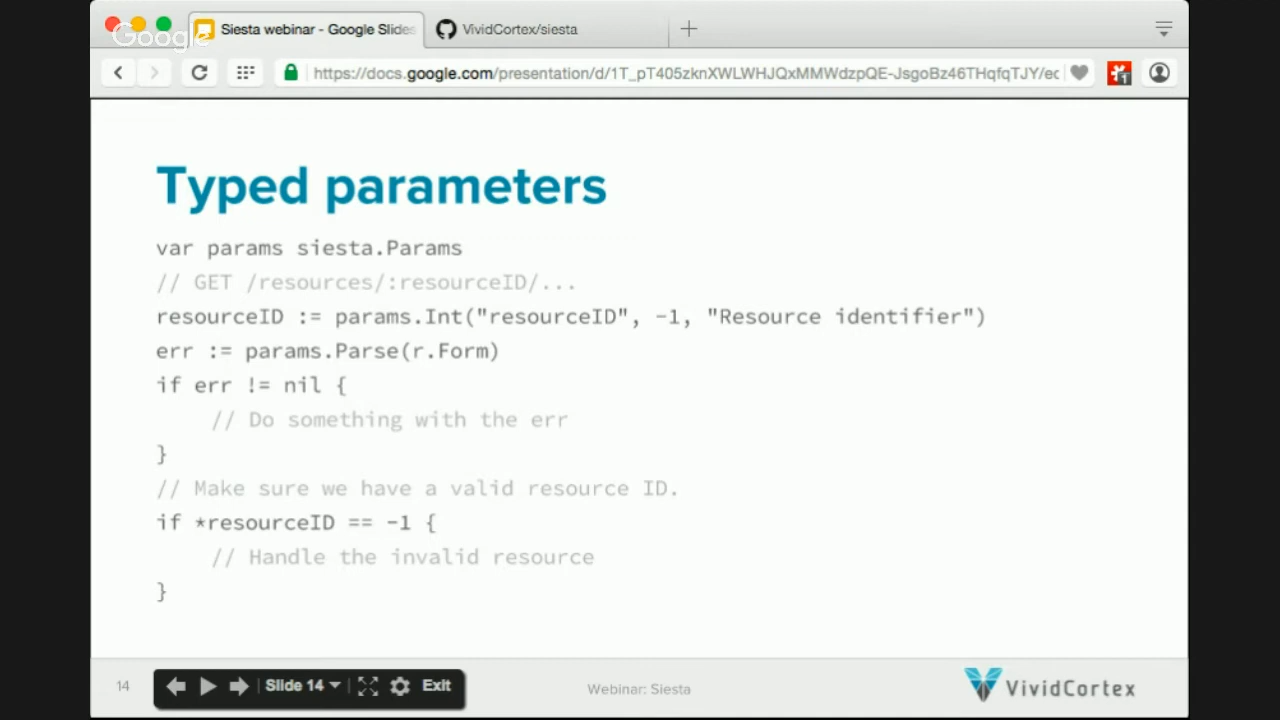 Google
Siesta webinar - Google Slides
VividCortex/siesta
https://docs.google.com/presentation/d/1T_pT405zknXWLWHJQxMMWdzpQE-JsgoBz46THqfqTJY/ec
1
Typed parameters
var params siesta.Params
// GET /resources/:resourceID/...
resourceID := params.Int("resourceID", -1, "Resource identifier")
err := params.Parse(r.Form)
if err != nil {
// Do something with the err
}
// Make sure we have a valid resource ID.
if *resourceID == -1 {
// Handle the invalid resource
}
14
Slide 14
Exit
Webinar: Siesta
VividCortex